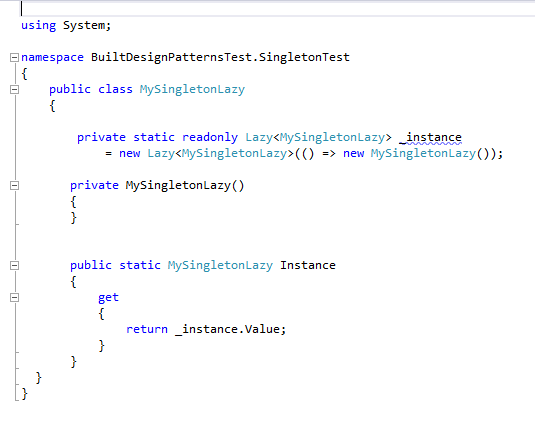 using System;
namespace BuiltDesignPatternsTest.SingletonTest
{
public class MySingletonLazy
{
private static readonly Lazy<MySingletonLazy> _instance
= new Lazy<MySingletonLazy>(() => new MySingletonLazy());
private MySingletonLazy()
{
}
public static MySingletonLazy Instance
{
get
{
return _instance.Value;
}
}
}
}